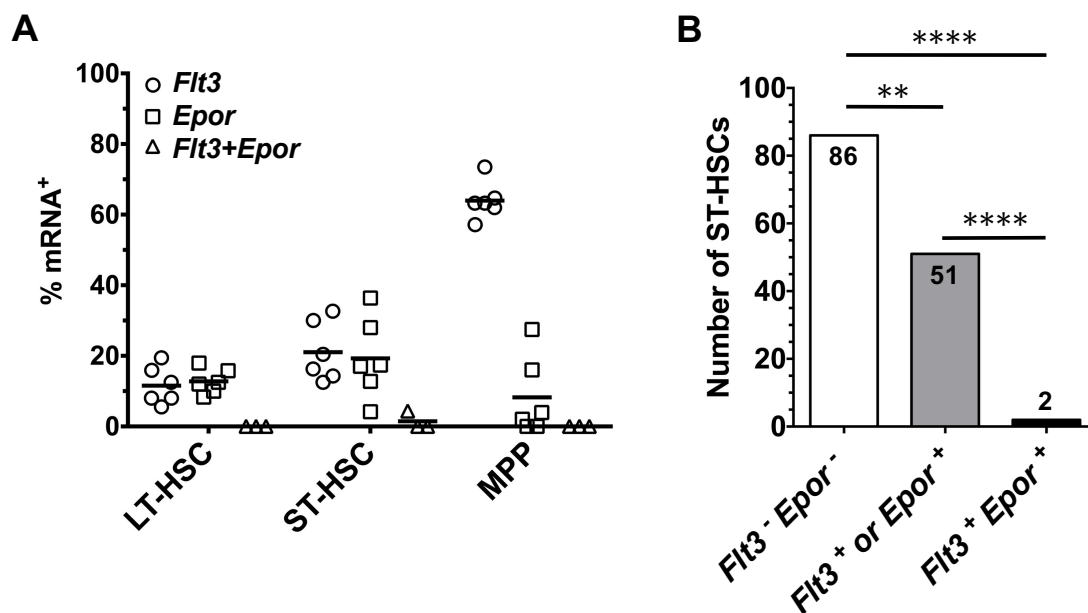 A
% mRNA⁺
100
80
60
40
20
0
Flt3
Epor
Flt3+Epor
LT-HSC
ST-HSC
MPP
B
Number of ST-HSCs
100
80
60
40
20
0
****
**
****
86
51
2
Flt3⁻ Epor⁻
Flt3⁺ or Epor⁺
Flt3⁺ Epor⁺